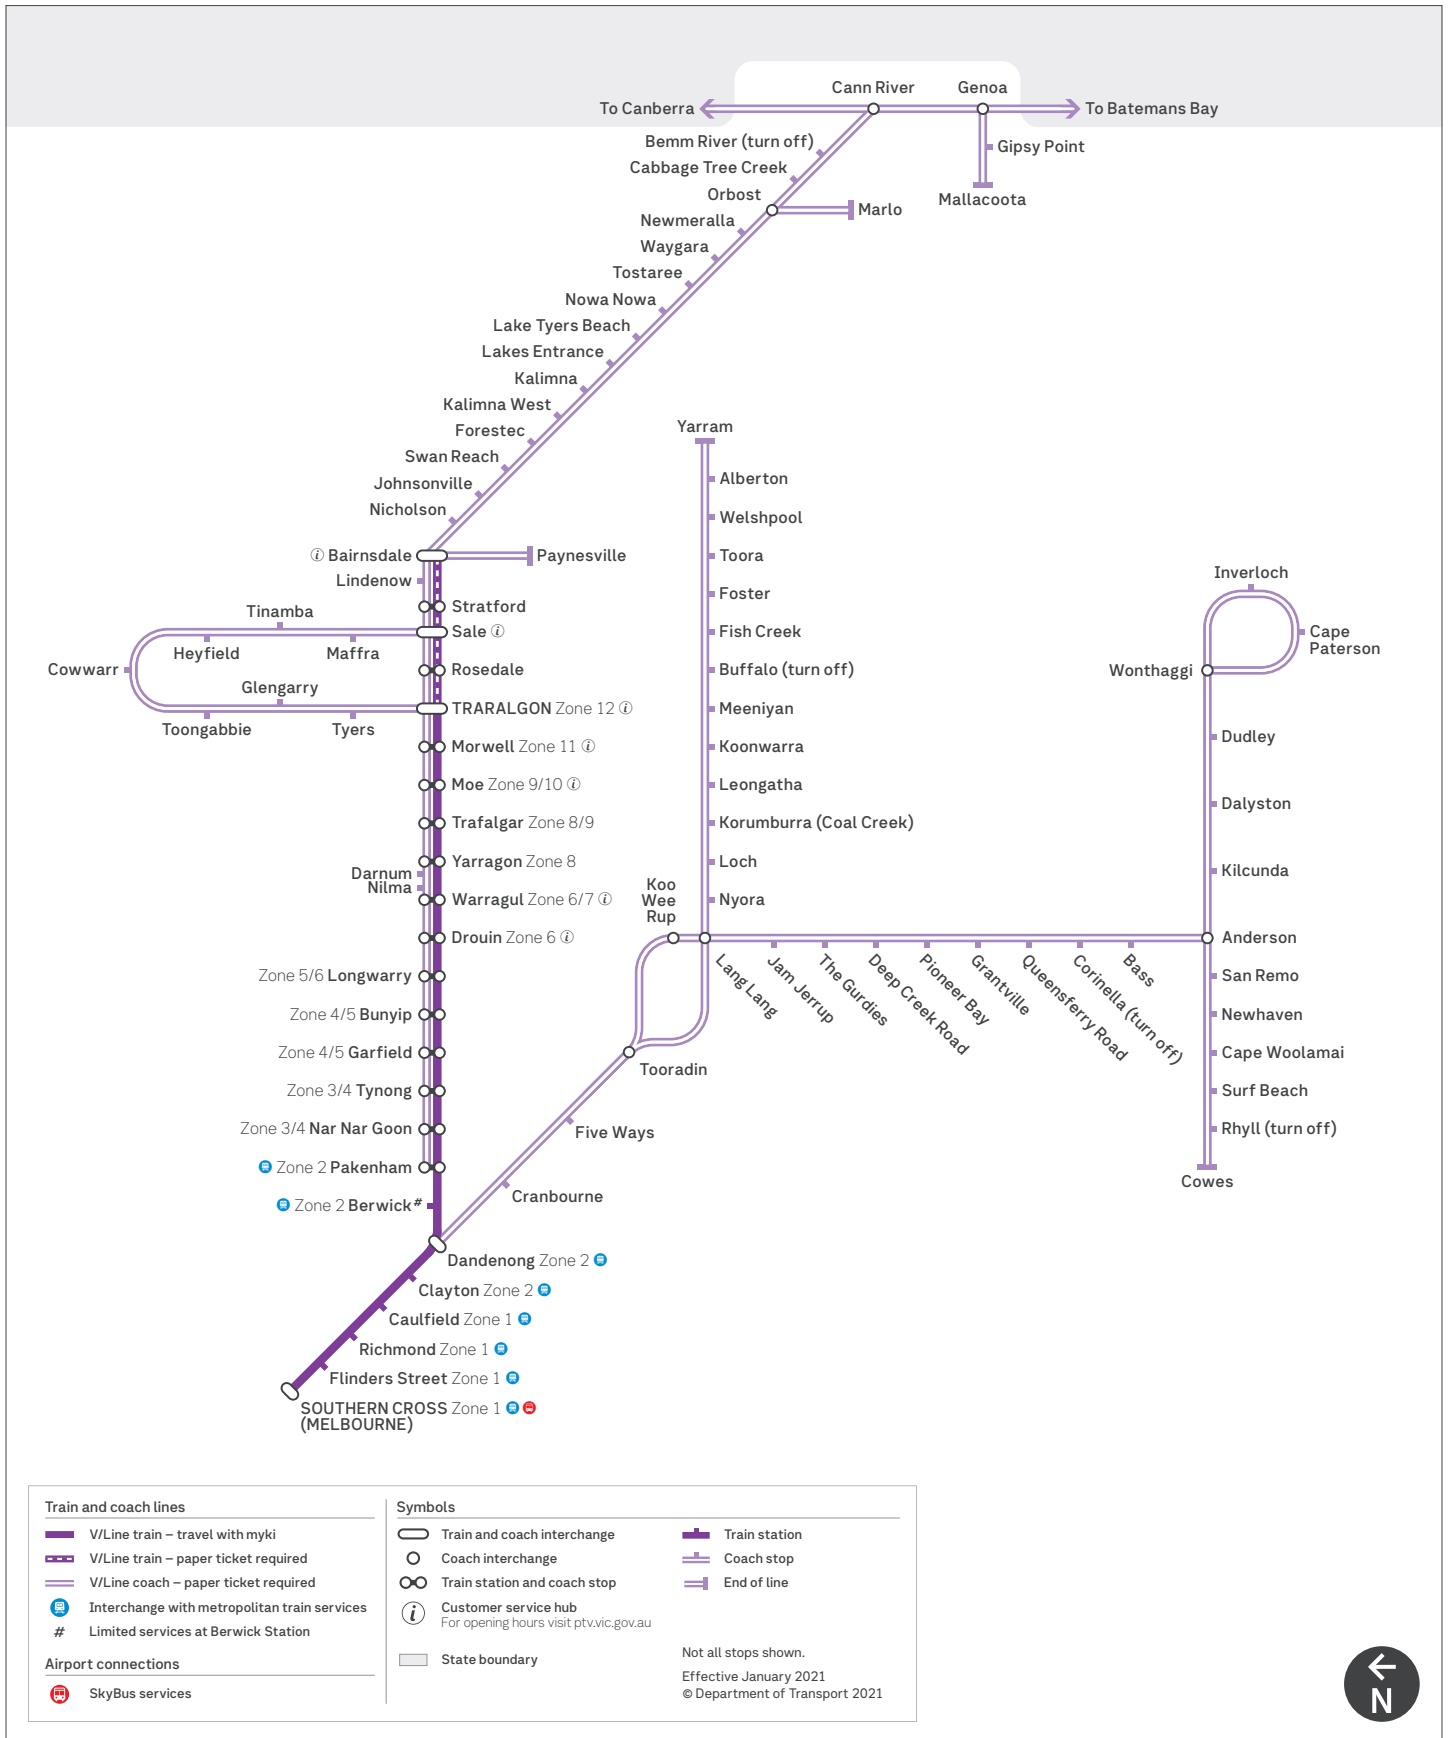 Cann River
Genoa
To Canberra
To Batemans Bay
Bemm River (turn off)
Gipsy Point
Cabbage Tree Creek
Orbost
Mallacoota
Marlo
Newmeralla
Waygara
Tostaree
Nowa Nowa
Lake Tyers Beach
Lakes Entrance
Kalimna
Kalimna West
Forestec
Swan Reach
Johnsonville
Nicholson
Yarram
Alberton
Welshpool
Toora
Foster
Fish Creek
Buffalo (turn off)
Meeniyan
Koonwarra
Leongatha
Korumburra (Coal Creek)
Loch
Nyora
i Bairnsdale
Paynesville
Lindenow
Stratford
Tinamba
Sale i
Heyfield
Maffra
Cowwarr
Rosedale
Glengarry
TRARALGON Zone 12 i
Toongabbie
Tyers
Morwell Zone 11 i
Moe Zone 9/10 i
Trafalgar Zone 8/9
Yarragon Zone 8
Darnum
Nilma
Warragul Zone 6/7 i
Drouin Zone 6 i
Zone 5/6 Longwarry
Zone 4/5 Bunyip
Zone 4/5 Garfield
Zone 3/4 Tynong
Zone 3/4 Nar Nar Goon
Zone 2 Pakenham
Zone 2 Berwick#
Dandenong Zone 2
Clayton Zone 2
Caulfield Zone 1
Richmond Zone 1
Flinders Street Zone 1
SOUTHERN CROSS Zone 1
(MELBOURNE)
Koo
Wee
Rup
Lang Lang
Jam Jerrup
The Gurdies
Deep Creek Road
Pioneer Bay
Grantville
Queensferry Road
Corinella (turn off)
Bass
Tooradin
Five Ways
Cranbourne
Inverloch
Cape
Paterson
Wonthaggi
Dudley
Dalyston
Kilcunda
Anderson
San Remo
Newhaven
Cape Woolamai
Surf Beach
Rhyll (turn off)
Cowes
Train and coach lines
V/Line train – travel with myki
V/Line train – paper ticket required
V/Line coach – paper ticket required
Interchange with metropolitan train services
# Limited services at Berwick Station
Airport connections
SkyBus services
Symbols
Train and coach interchange
Coach interchange
Train station and coach stop
i Customer service hub
For opening hours visit ptv.vic.gov.au
State boundary
Train station
Coach stop
End of line
Not all stops shown.
Effective January 2021
© Department of Transport 2021
N